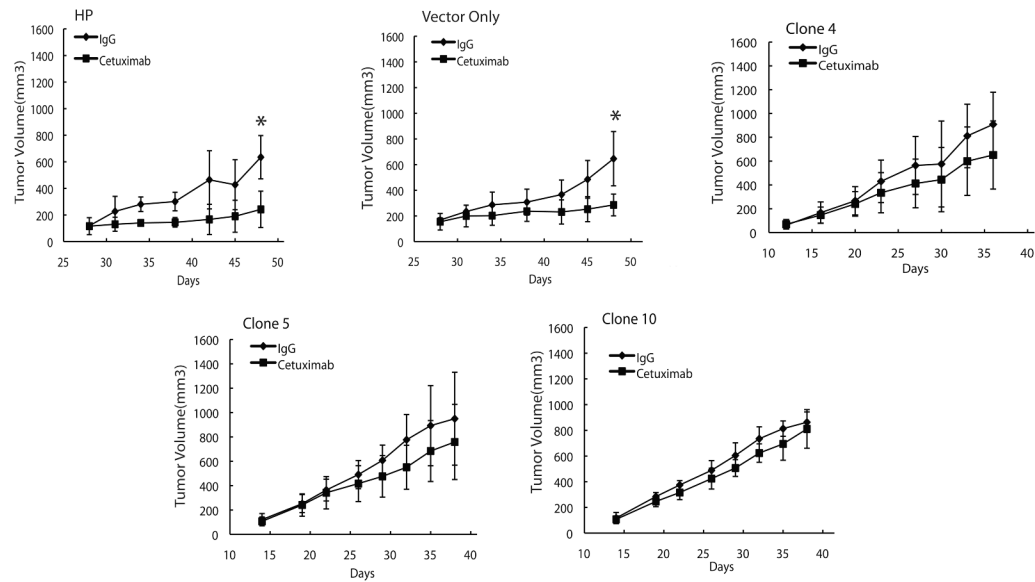 HP
IgG
Cetuximab
Tumor Volume(mm3)
1600
1400
1200
1000
800
600
400
200
0
*
25 30 35 40 45 50
Days
Vector Only
IgG
Cetuximab
Tumor Volume(mm3)
1600
1400
1200
1000
800
600
400
200
0
*
25 30 35 40 45 50
Days
Clone 4
IgG
Cetuximab
Tumor Volume(mm3)
1600
1400
1200
1000
800
600
400
200
0
10 15 20 25 30 35 40
Days
Clone 5
IgG
Cetuximab
Tumor Volume(mm3)
1600
1400
1200
1000
800
600
400
200
0
10 15 20 25 30 35 40
Days
Clone 10
IgG
Cetuximab
Tumor Volume(mm3)
1600
1400
1200
1000
800
600
400
200
0
10 15 20 25 30 35 40
Days